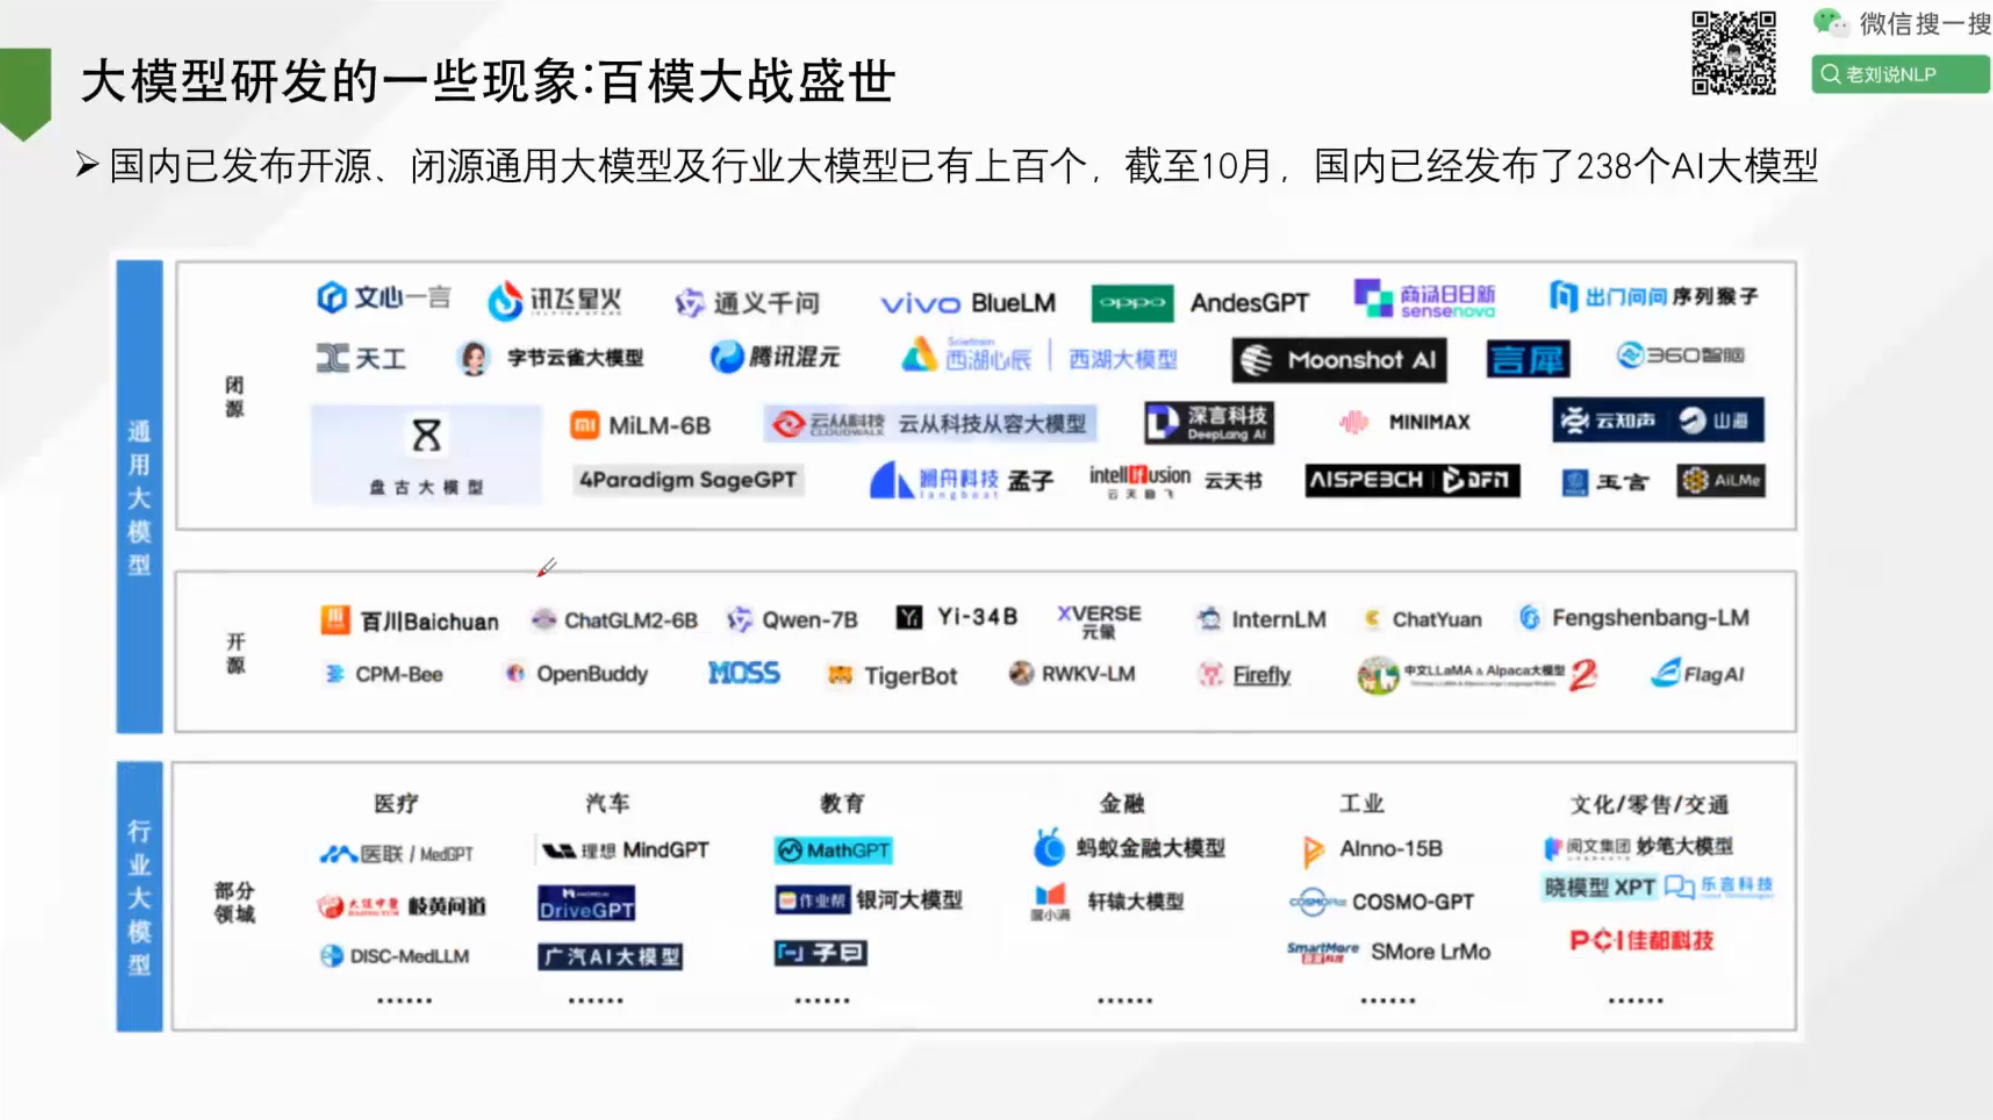 微信搜一搜
老刘说NLP
大模型研发的一些现象:百模大战盛世
➢国内已发布开源、闭源通用大模型及行业大模型已有上百个，截至10月，国内已经发布了238个AI大模型
通用大模型
闭源
文心一言 讯飞星火 通义千问 vivo BlueLM oppo AndesGPT 商汤日日新 sensenova 出门问问 序列猴子
天工 字节云雀大模型 腾讯混元 西湖心辰 西湖大模型 Moonshot AI 言犀 360智脑
盘古大模型 MiLM-6B 云从科技 CLOUDWALK 云从科技从容大模型 深言科技 DeepLang AI MINIMAX 云知声 山海
4Paradigm SageGPT 澜舟科技 langboat 孟子 intellifusion 云天励飞 云天书 AISPEECH DFM 玉言 AiLMe
开源
百川Baichuan ChatGLM2-6B Qwen-7B Yi-34B XVERSE 元象 InternLM ChatYuan Fengshenbang-LM
CPM-Bee OpenBuddy MOSS TigerBot RWKV-LM Firefly 中文LLaMA & Alpaca大模型 2 FlagAI
行业大模型
部分领域
医疗 汽车 教育 金融 工业 文化/零售/交通
医联 / MedGPT 理想 MindGPT MathGPT 蚂蚁金融大模型 AInno-15B 阅文集团 妙笔大模型
大经中医 岐黄问道 DriveGPT 作业帮 银河大模型 度小满 轩辕大模型 COSMOPlat COSMO-GPT 晓模型 XPT 乐言科技
DISC-MedLLM 广汽AI大模型 子曰 SmartMore SMore LrMo PCI佳都科技
...... ...... ...... ...... ...... ......